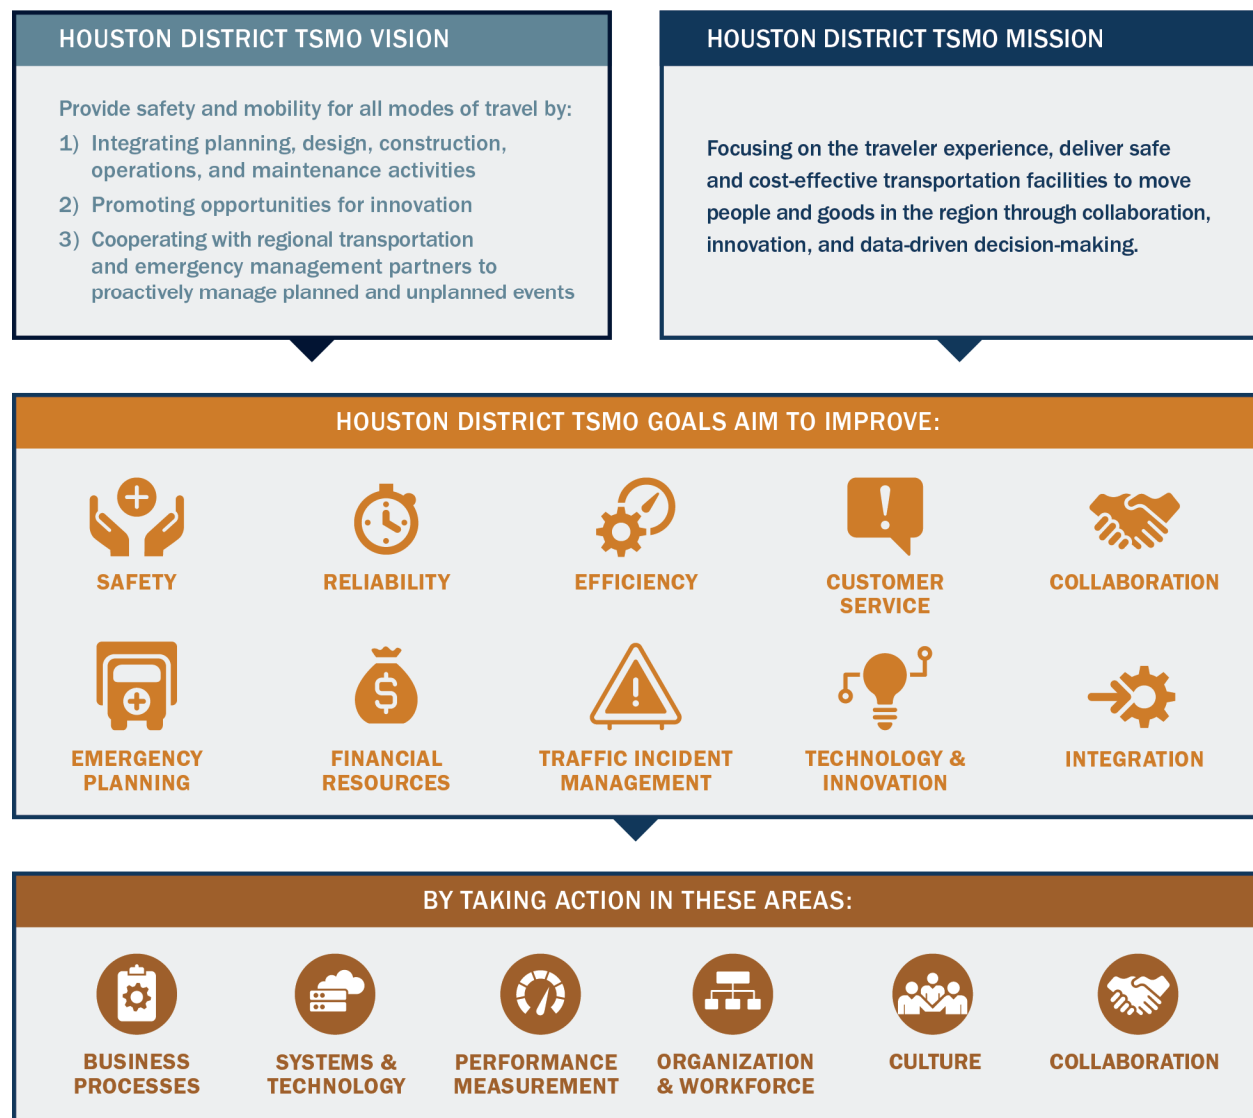 HOUSTON DISTRICT TSMO VISION
Provide safety and mobility for all modes of travel by:
1) Integrating planning, design, construction,
operations, and maintenance activities
2) Promoting opportunities for innovation
3) Cooperating with regional transportation
and emergency management partners to
proactively manage planned and unplanned events
HOUSTON DISTRICT TSMO MISSION
Focusing on the traveler experience, deliver safe
and cost-effective transportation facilities to move
people and goods in the region through collaboration,
innovation, and data-driven decision-making.
HOUSTON DISTRICT TSMO GOALS AIM TO IMPROVE:
SAFETY
RELIABILITY
EFFICIENCY
CUSTOMER
SERVICE
COLLABORATION
EMERGENCY
PLANNING
FINANCIAL
RESOURCES
TRAFFIC INCIDENT
MANAGEMENT
TECHNOLOGY &
INNOVATION
INTEGRATION
BY TAKING ACTION IN THESE AREAS:
BUSINESS
PROCESSES
SYSTEMS &
TECHNOLOGY
PERFORMANCE
MEASUREMENT
ORGANIZATION
& WORKFORCE
CULTURE
COLLABORATION